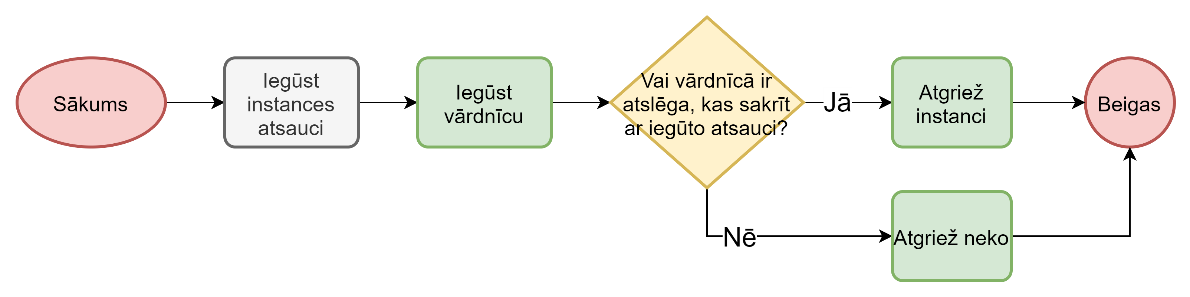 Sākums
Iegūst
instances
atsauci
Iegūst
vārdnīcu
Vai vārdnīcā ir
atslēga, kas sakrīt
ar iegūto atsauci?
Jā
Atgriež
instanci
Beigas
Nē
Atgriež neko